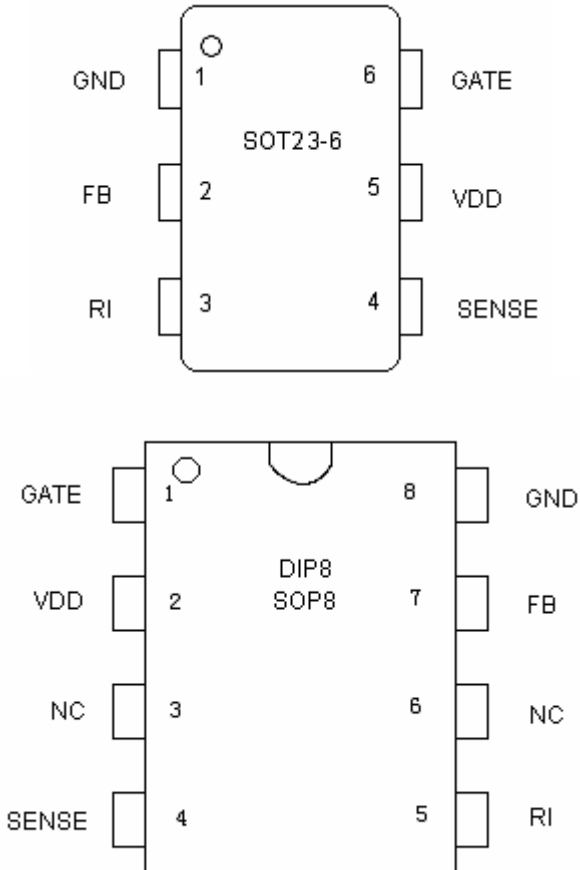 GND 1 6 GATE
SOT23-6
FB 2 5 VDD
RI 3 4 SENSE
GATE 1 8 GND
DIP8
VDD 2 SOP8 7 FB
NC 3 6 NC
SENSE 4 5 RI